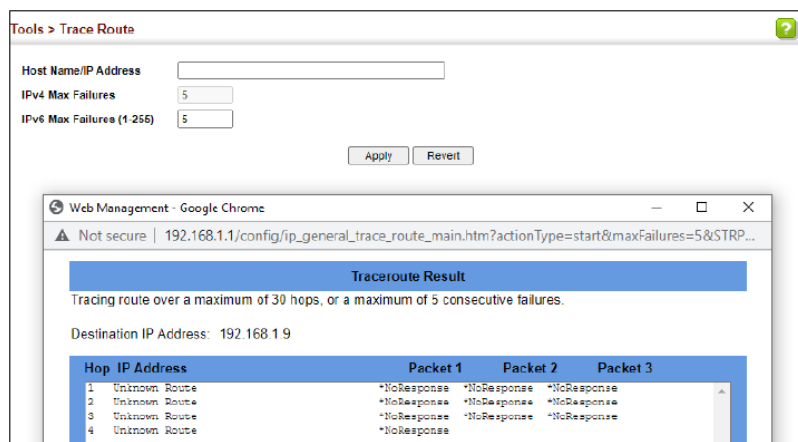 Tools > Trace Route
?
Host Name/IP Address
IPv4 Max Failures 5
IPv6 Max Failures (1-255) 5
Apply Revert
Web Management - Google Chrome
Not secure | 192.168.1.1/config/ip_general_trace_route_main.htm?actionType=start&maxFailures=5&STRP...
Traceroute Result
Tracing route over a maximum of 30 hops, or a maximum of 5 consecutive failures.
Destination IP Address: 192.168.1.9
Hop IP Address Packet 1 Packet 2 Packet 3
1 Unknown Route *NoResponse *NoResponse *NoResponse
2 Unknown Route *NoResponse *NoResponse *NoResponse
3 Unknown Route *NoResponse *NoResponse *NoResponse
4 Unknown Route *NoResponse